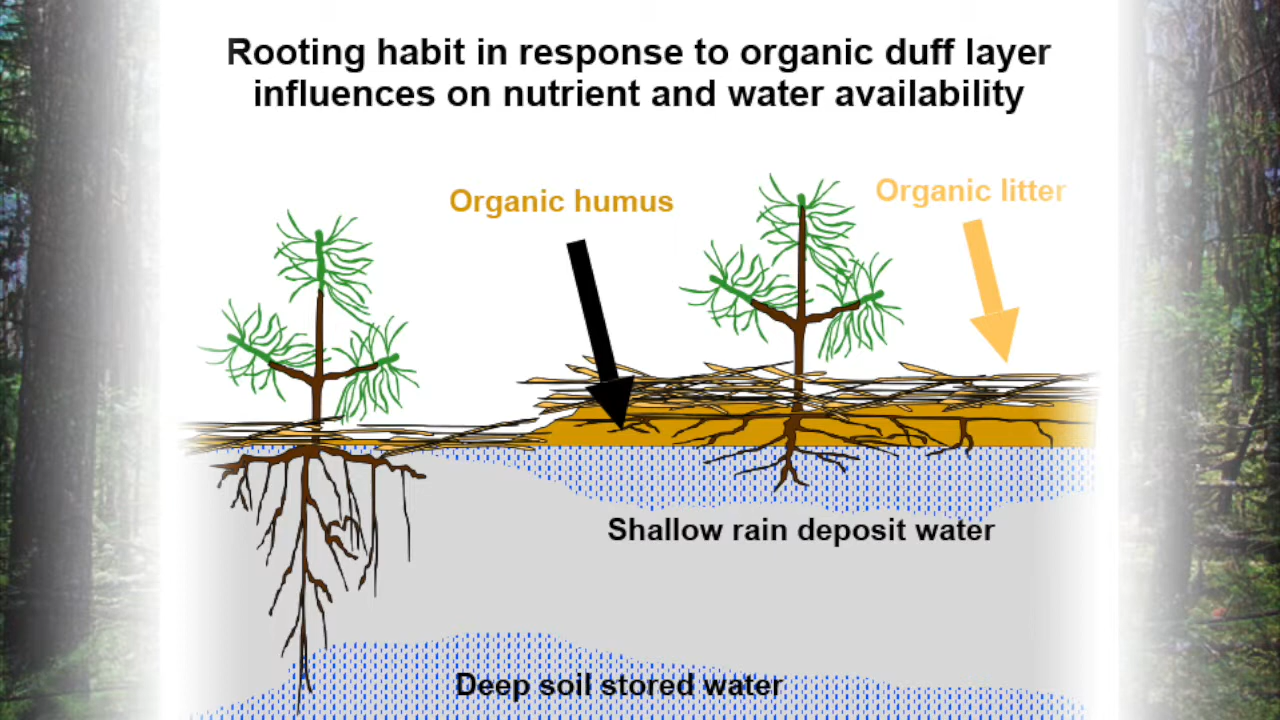 Rooting habit in response to organic duff layer
influences on nutrient and water availability
Organic humus
Organic litter
Shallow rain deposit water
Deep soil stored water